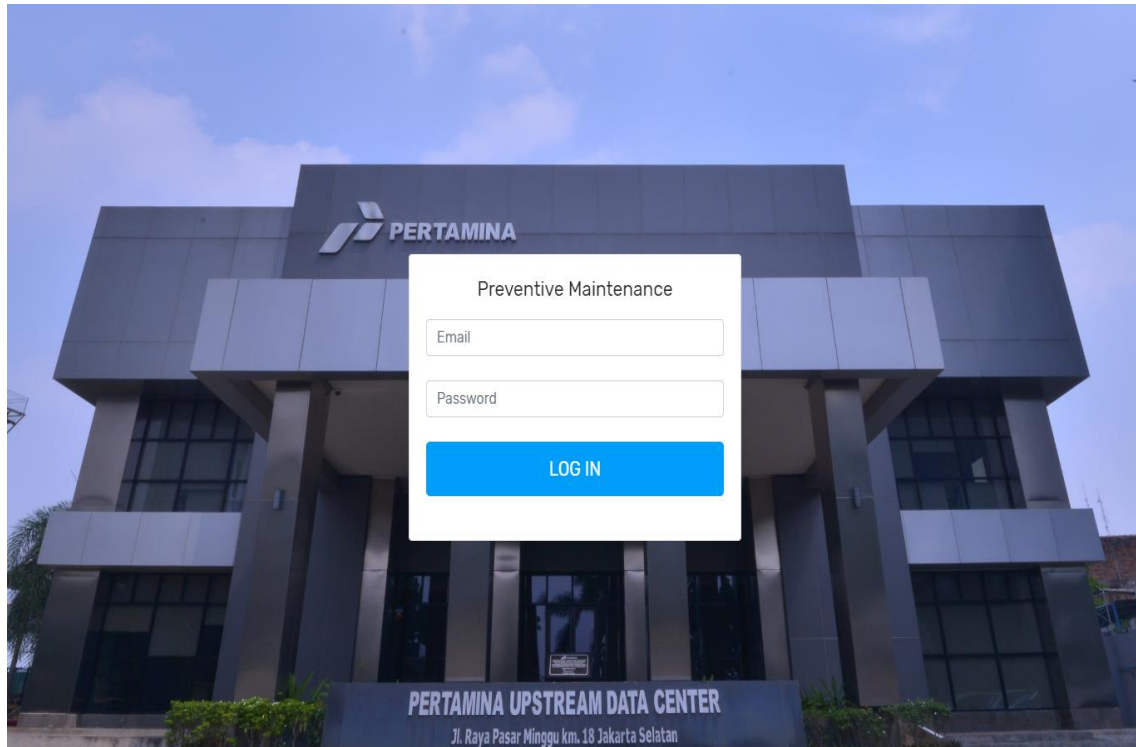 PERTAMINA
Preventive Maintenance
Email
Password
LOG IN
PERTAMINA UPSTREAM DATA CENTER
Jl. Raya Pasar Minggu km. 18 Jakarta Selatan